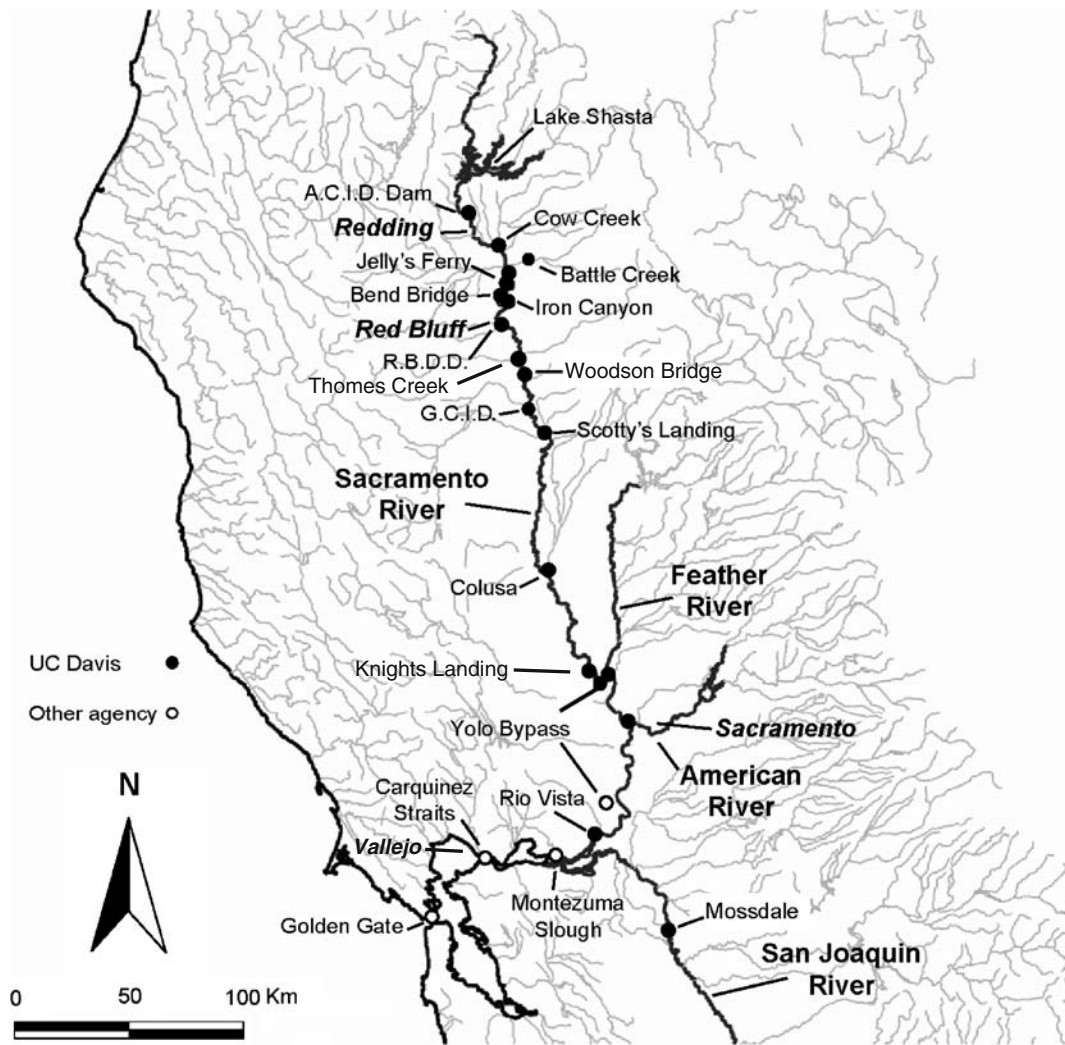 Lake Shasta
A.C.I.D. Dam
Redding
Cow Creek
Jelly's Ferry
Battle Creek
Bend Bridge
Iron Canyon
Red Bluff
R.B.D.D.
Thomes Creek
Woodson Bridge
G.C.I.D.
Scotty's Landing
Sacramento
River
Feather
River
Colusa
UC Davis
Knights Landing
Other agency
Yolo Bypass
Sacramento
American
River
N
Carquinez
Straits
Rio Vista
Vallejo
Montezuma
Slough
Mossdale
Golden Gate
San Joaquin
River
0 50 100 Km